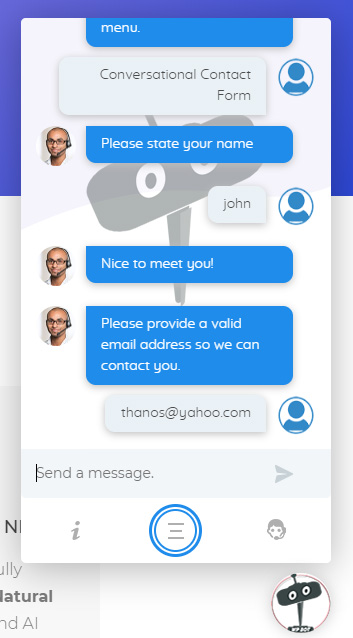 menu.
Conversational Contact
Form
Please state your name
john
Nice to meet you!
Please provide a valid
email address so we can
contact you.
thanos@yahoo.com
Send a message.
NI
ully
latural
nd AI